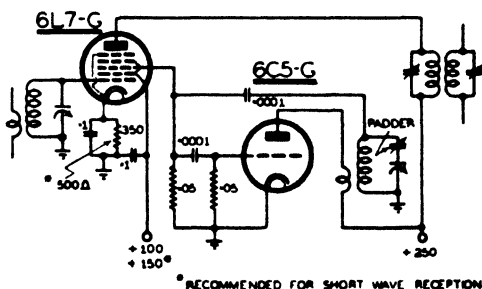 6L7-G
6C5-G
.0001
PADDER
.1
350
.0001
* 500Ω
.1
.05
.05
+100
+150*
+250
*RECOMMENDED FOR SHORT WAVE RECEPTION